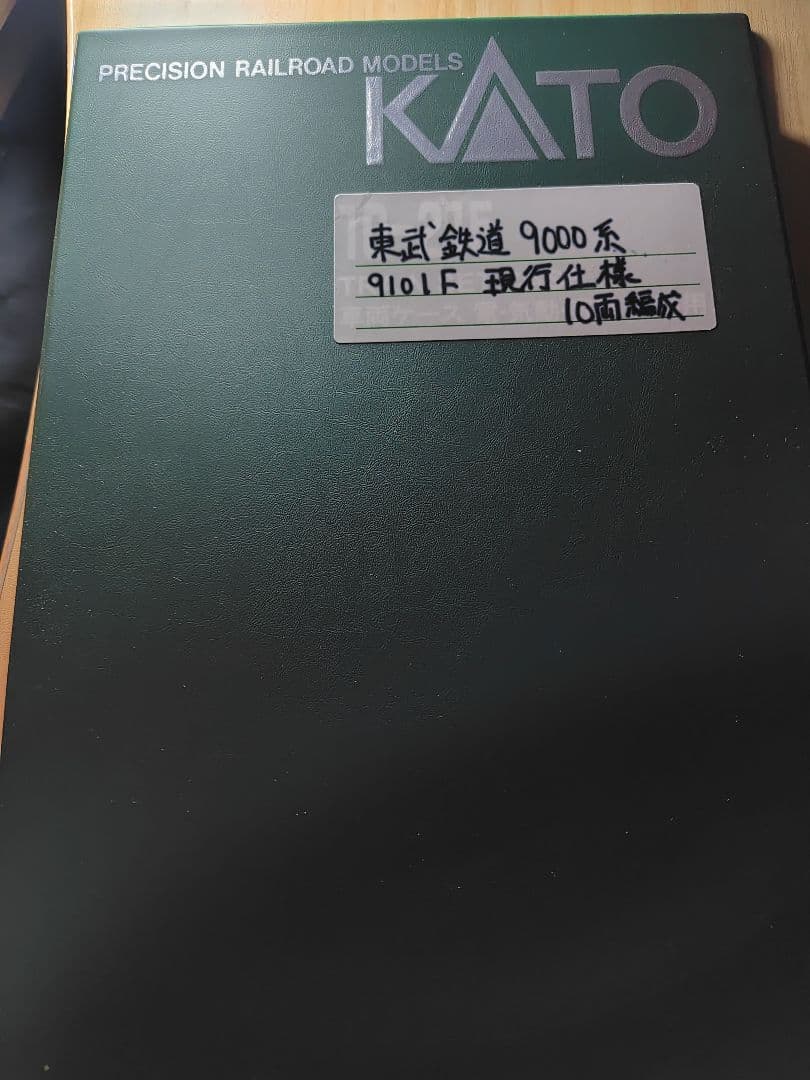 PRECISION RAILROAD MODELS
KATO
東武鉄道 9000系
9101F 現行仕様
10両編成